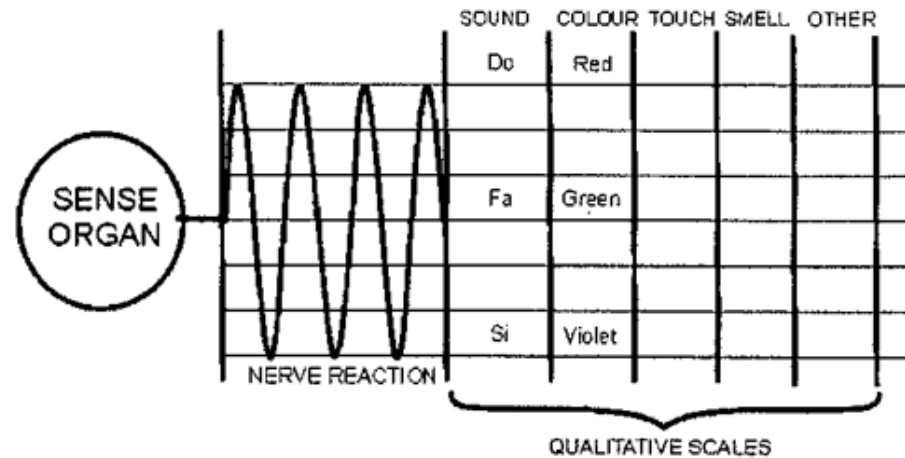 SOUND COLOUR TOUCH SMELL OTHER
Do Red
SENSE
ORGAN
Fa Green
Si Violet
NERVE REACTION
QUALITATIVE SCALES